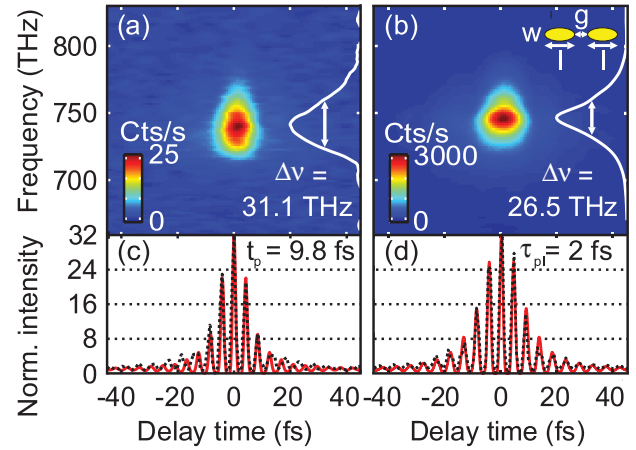 (a)
(b)
w
g
l
l
Frequency (THz)
800
750
700
Cts/s
25
0
Δν =
31.1 THz
Cts/s
3000
0
Δν =
26.5 THz
(c)
t_p = 9.8 fs
(d)
τ_pl = 2 fs
Norm. intensity
32
24
16
8
0
-40 -20 0 20 40
-40 -20 0 20 40
Delay time (fs)
Delay time (fs)